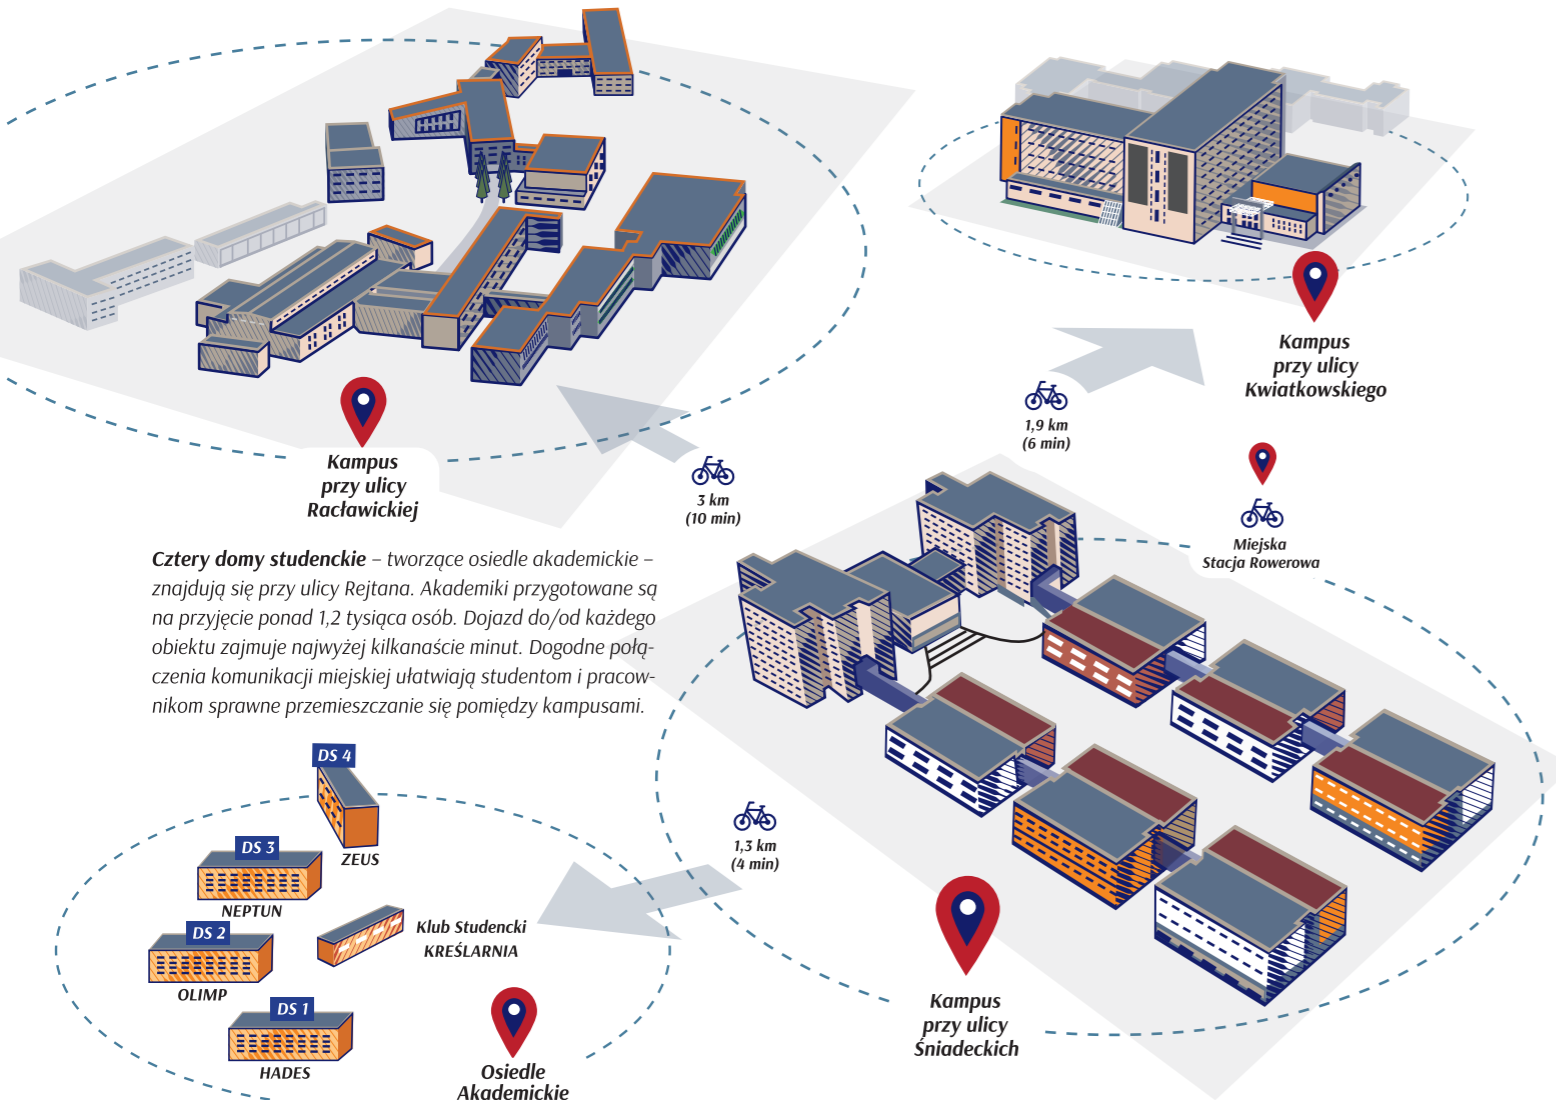 Kampus
przy ulicy
Racławickiej
Kampus
przy ulicy
Kwiatkowskiego
1,9 km
(6 min)
3 km
(10 min)
Miejska
Stacja Rowerowa
Cztery domy studenckie – tworzące osiedle akademickie –
znajdują się przy ulicy Rejtana. Akademiki przygotowane są
na przyjęcie ponad 1,2 tysiąca osób. Dojazd do/od każdego
obiektu zajmuje najwyżej kilkanaście minut. Dogodne połą-
czenia komunikacji miejskiej ułatwiają studentom i pracow-
nikom sprawne przemieszczanie się pomiędzy kampusami.
DS 4
ZEUS
DS 3
NEPTUN
DS 2
OLIMP
DS 1
HADES
Klub Studencki
KREŚLARNIA
1,3 km
(4 min)
Osiedle
Akademickie
Kampus
przy ulicy
Śniadeckich